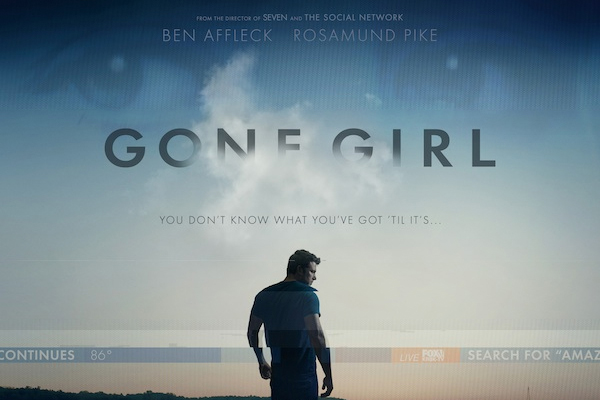 FROM THE DIRECTOR OF SEVEN AND THE SOCIAL NETWORK
BEN AFFLECK ROSAMUND PIKE
GONE GIRL
YOU DON'T KNOW WHAT YOU'VE GOT 'TIL IT'S...
CONTINUES 86° LIVE SEARCH FOR "AMAZ